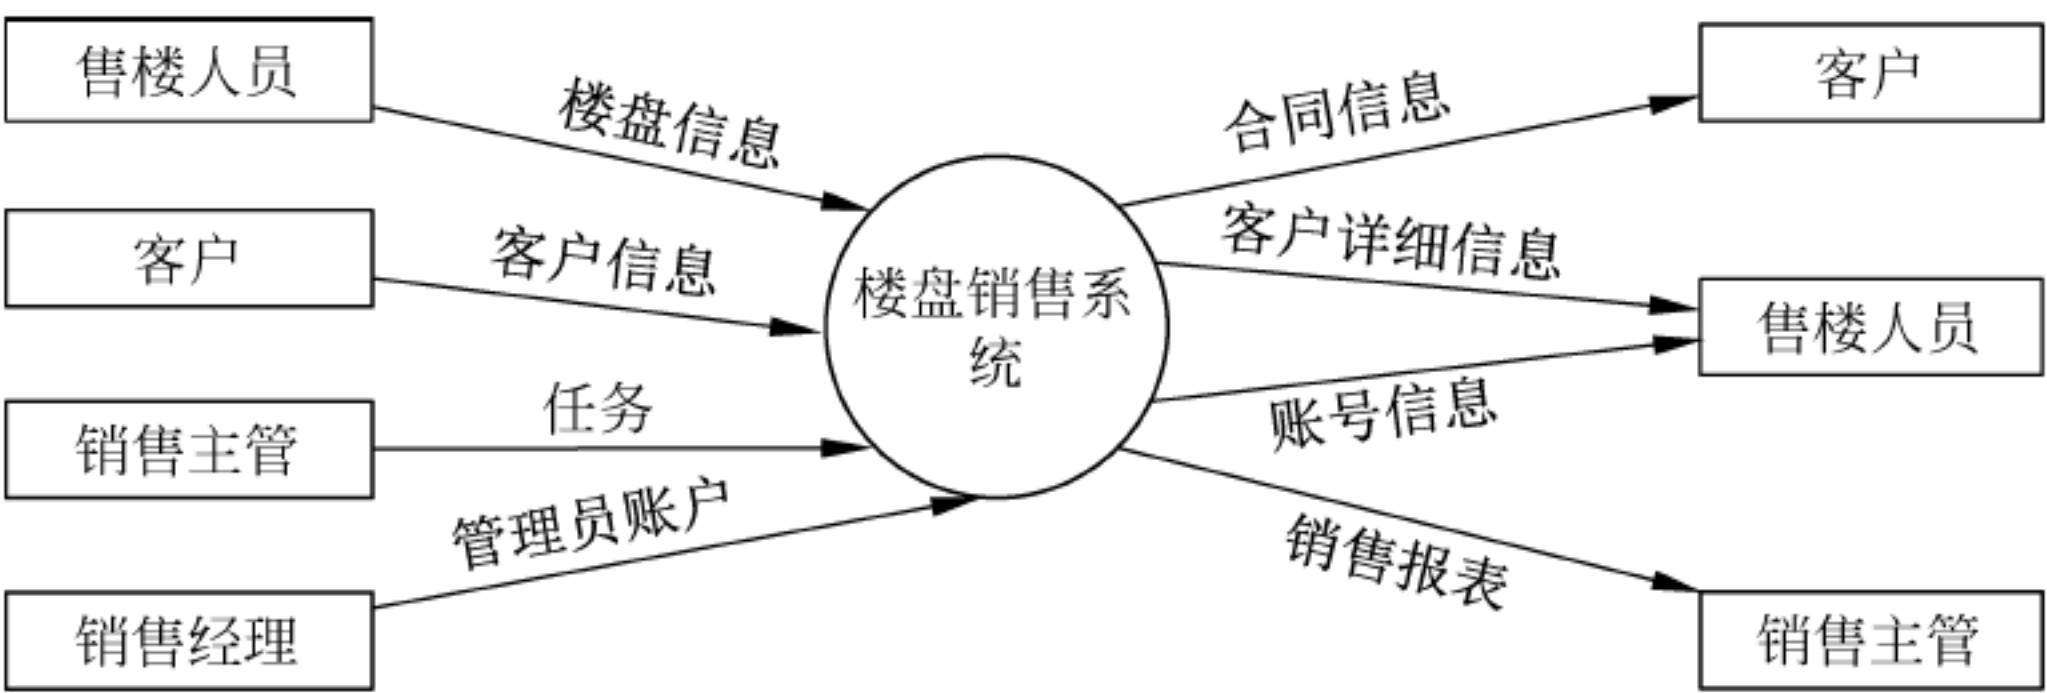 售楼人员
楼盘信息
客户
客户信息
销售主管
任务
销售经理
管理员账户
楼盘销售系
统
合同信息
客户
客户详细信息
售楼人员
账号信息
销售报表
销售主管